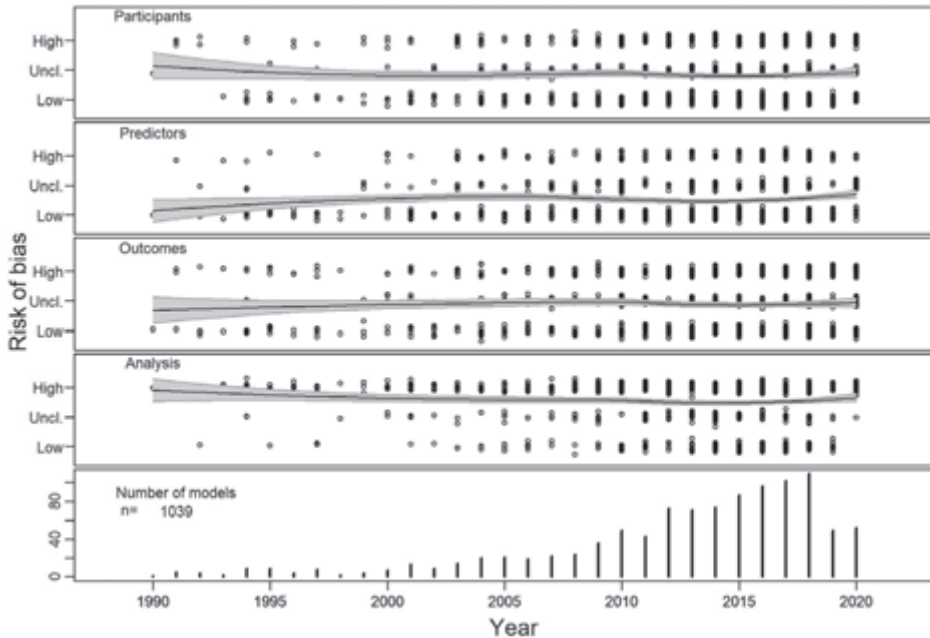 Participants
High
Uncl.
Low
Predictors
High
Uncl.
Low
Outcomes
High
Uncl.
Low
Analysis
High
Uncl.
Low
Risk of bias
Number of models
n= 1039
80
40
0
1990 1995 2000 2005 2010 2015 2020
Year